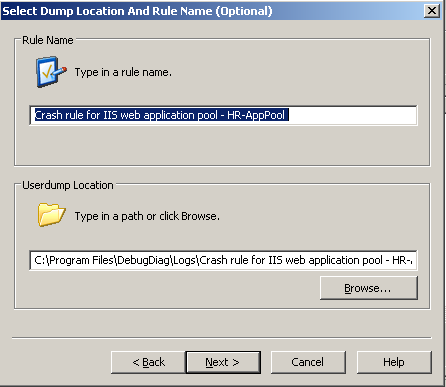 Select Dump Location And Rule Name (Optional)
Rule Name
Type in a rule name.
Crash rule for IIS web application pool - HR-AppPool
Userdump Location
Type in a path or click Browse.
C:\Program Files\DebugDiag\Logs\Crash rule for IIS web application pool - HR-
Browse...
< Back
Next >
Cancel
Help